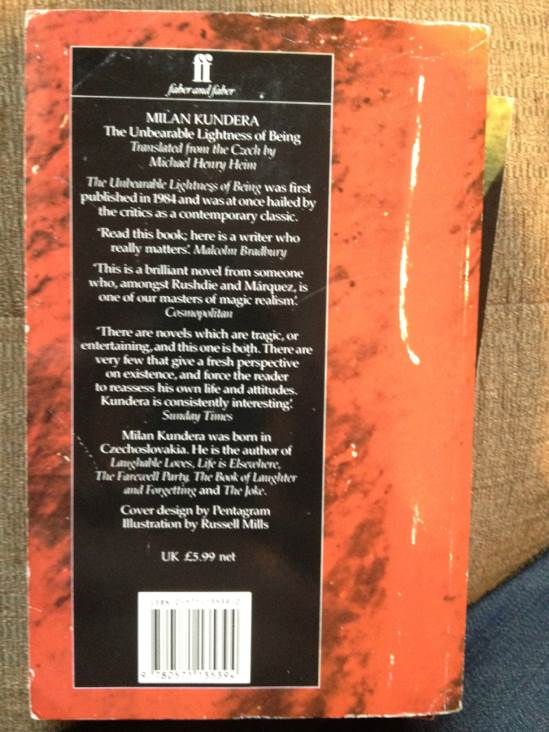 ff
faber and faber
MILAN KUNDERA
The Unbearable Lightness of Being
Translated from the Czech by
Michael Henry Heim
The Unbearable Lightness of Being was first
published in 1984 and was at once hailed by
the critics as a contemporary classic.
'Read this book; here is a writer who
really matters'. Malcolm Bradbury
'This is a brilliant novel from someone
who, amongst Rushdie and Márquez, is
one of our masters of magic realism'.
Cosmopolitan
'There are novels which are tragic, or
entertaining, and this one is both. There are
very few that give a fresh perspective
on existence, and force the reader
to reassess his own life and attitudes.
Kundera is consistently interesting'.
Sunday Times
Milan Kundera was born in
Czechoslovakia. He is the author of
Laughable Loves, Life is Elsewhere,
The Farewell Party, The Book of Laughter
and Forgetting and The Joke.
Cover design by Pentagram
Illustration by Russell Mills
UK £5.99 net
9 780571 135394